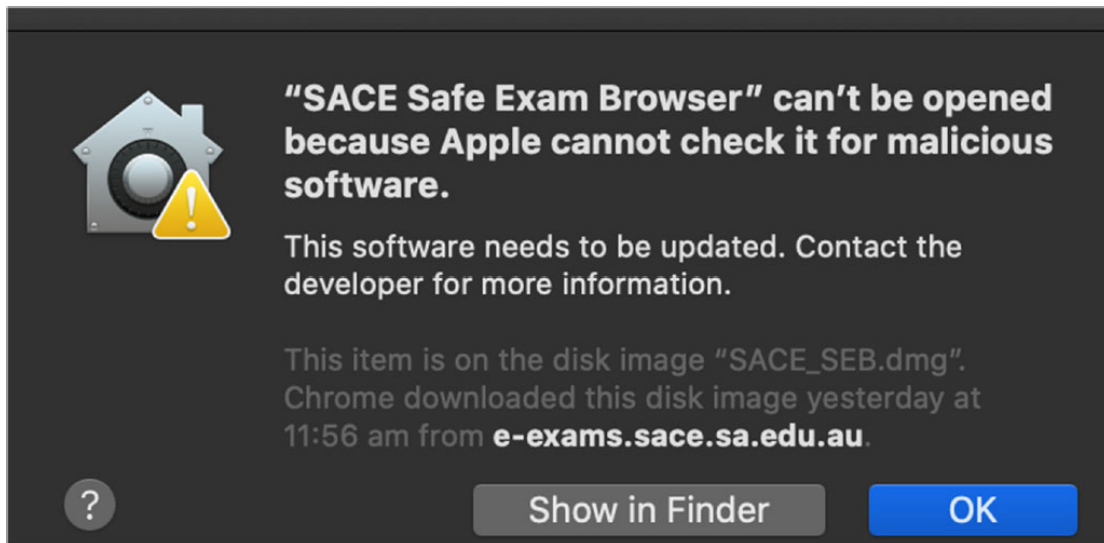 “SACE Safe Exam Browser” can’t be opened
because Apple cannot check it for malicious
software.
This software needs to be updated. Contact the
developer for more information.
This item is on the disk image “SACE_SEB.dmg”.
Chrome downloaded this disk image yesterday at
11:56 am from e-exams.sace.sa.edu.au.
?
Show in Finder
OK